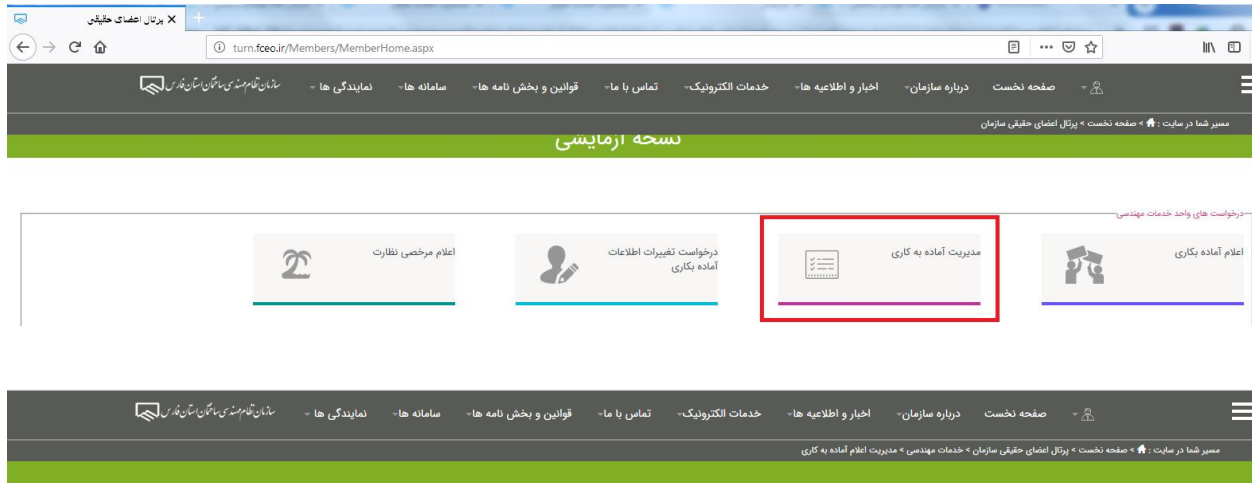 پرتال اعضای حقیقی
turn.fceo.ir/Members/MemberHome.aspx
صفحه نخست درباره سازمان اخبار و اطلاعیه ها خدمات الکترونیک تماس با ما قوانین و بخش نامه ها سامانه ها نمایندگی ها سازمان نظام مهندسی ساختمان استان فارس
مسیر شما در سایت : > صفحه نخست > پرتال اعضای حقیقی سازمان
نسخه آزمایشی
درخواست های واحد خدمات مهندسی
اعلام آماده بکاری
مدیریت آماده به کاری
درخواست تغییرات اطلاعات
آماده بکاری
اعلام مرخصی نظارت
صفحه نخست درباره سازمان اخبار و اطلاعیه ها خدمات الکترونیک تماس با ما قوانین و بخش نامه ها سامانه ها نمایندگی ها سازمان نظام مهندسی ساختمان استان فارس
مسیر شما در سایت : > صفحه نخست > پرتال اعضای حقیقی سازمان > خدمات مهندسی > مدیریت اعلام آماده به کاری